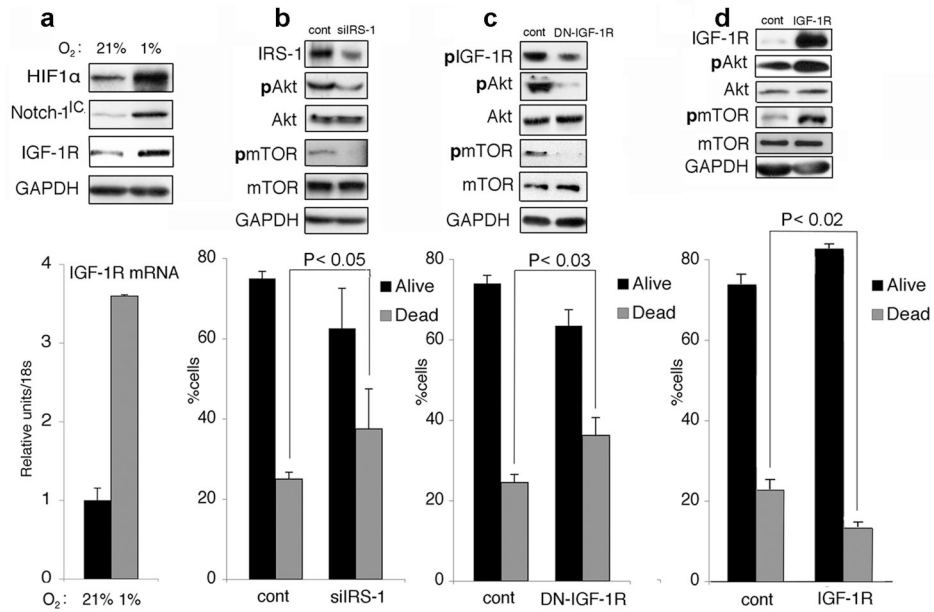 a
O₂: 21% 1%
HIF1α
Notch-1IC.
IGF-1R
GAPDH
IGF-1R mRNA
Relative units/18s
4
3
2
1
0
O₂: 21% 1%
b
cont siIRS-1
IRS-1
pAkt
Akt
pmTOR
mTOR
GAPDH
P< 0.05
Alive
Dead
%cells
80
60
40
20
0
cont siIRS-1
c
cont DN-IGF-1R
pIGF-1R
pAkt
Akt
pmTOR
mTOR
GAPDH
P< 0.03
Alive
Dead
%cells
80
60
40
20
0
cont DN-IGF-1R
d
cont IGF-1R
IGF-1R
pAkt
Akt
pmTOR
mTOR
GAPDH
P< 0.02
Alive
Dead
%cells
80
60
40
20
0
cont IGF-1R